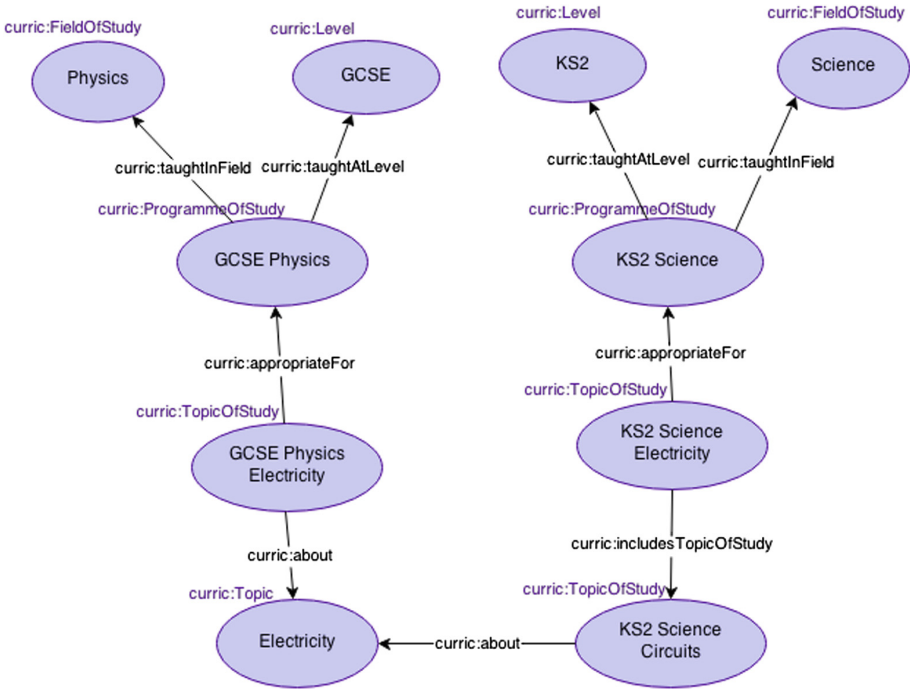 curric:FieldOfStudy
Physics
curric:Level
GCSE
curric:Level
KS2
curric:FieldOfStudy
Science
curric:taughtInField
curric:taughtAtLevel
curric:taughtAtLevel
curric:taughtInField
curric:ProgrammeOfStudy
GCSE Physics
curric:ProgrammeOfStudy
KS2 Science
curric:appropriateFor
curric:appropriateFor
curric:TopicOfStudy
GCSE Physics
Electricity
curric:TopicOfStudy
KS2 Science
Electricity
curric:about
curric:includesTopicOfStudy
curric:Topic
Electricity
curric:about
curric:TopicOfStudy
KS2 Science
Circuits